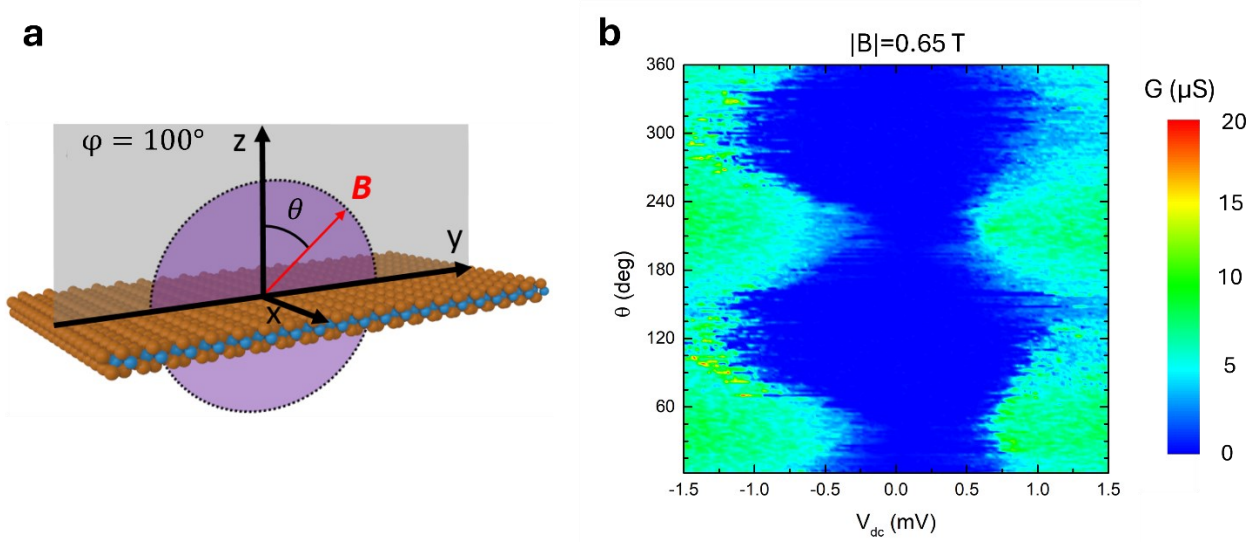 a
φ = 100°
z
B
θ
y
x
b
|B|=0.65 T
G (μS)
360
300
240
180
120
60
θ (deg)
-1.5 -1.0 -0.5 0.0 0.5 1.0 1.5
V_dc (mV)
20
15
10
5
0